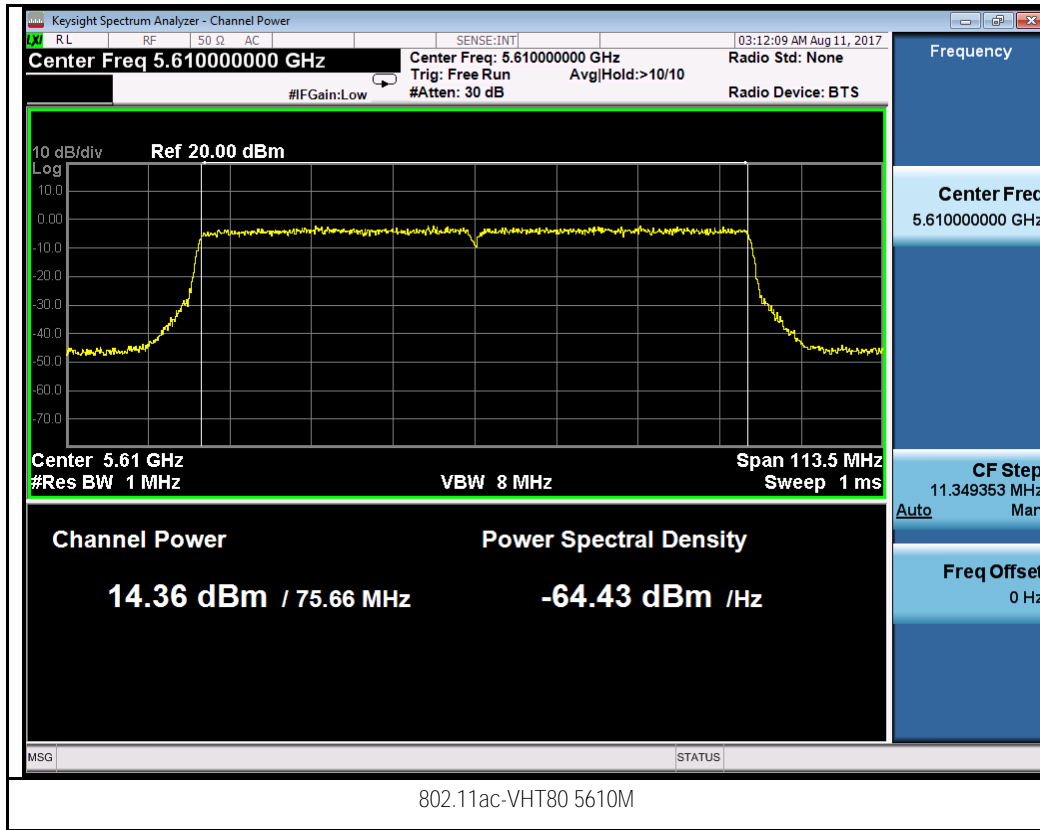 Keysight Spectrum Analyzer - Channel Power
LXI RL RF 50 Ω AC SENSE:INT 03:12:09 AM Aug 11, 2017
Center Freq 5.610000000 GHz
#IFGain:Low
Center Freq: 5.610000000 GHz
Trig: Free Run Avg|Hold:>10/10
#Atten: 30 dB
Radio Std: None
Radio Device: BTS
10 dB/div Ref 20.00 dBm
Log
10.0
0.00
-10.0
-20.0
-30.0
-40.0
-50.0
-60.0
-70.0
Center 5.61 GHz Span 113.5 MHz
#Res BW 1 MHz VBW 8 MHz Sweep 1 ms
Channel Power Power Spectral Density
14.36 dBm / 75.66 MHz -64.43 dBm /Hz
Frequency
Center Freq
5.610000000 GHz
CF Step
11.349353 MHz
Auto Man
Freq Offset
0 Hz
MSG STATUS
802.11ac-VHT80 5610M